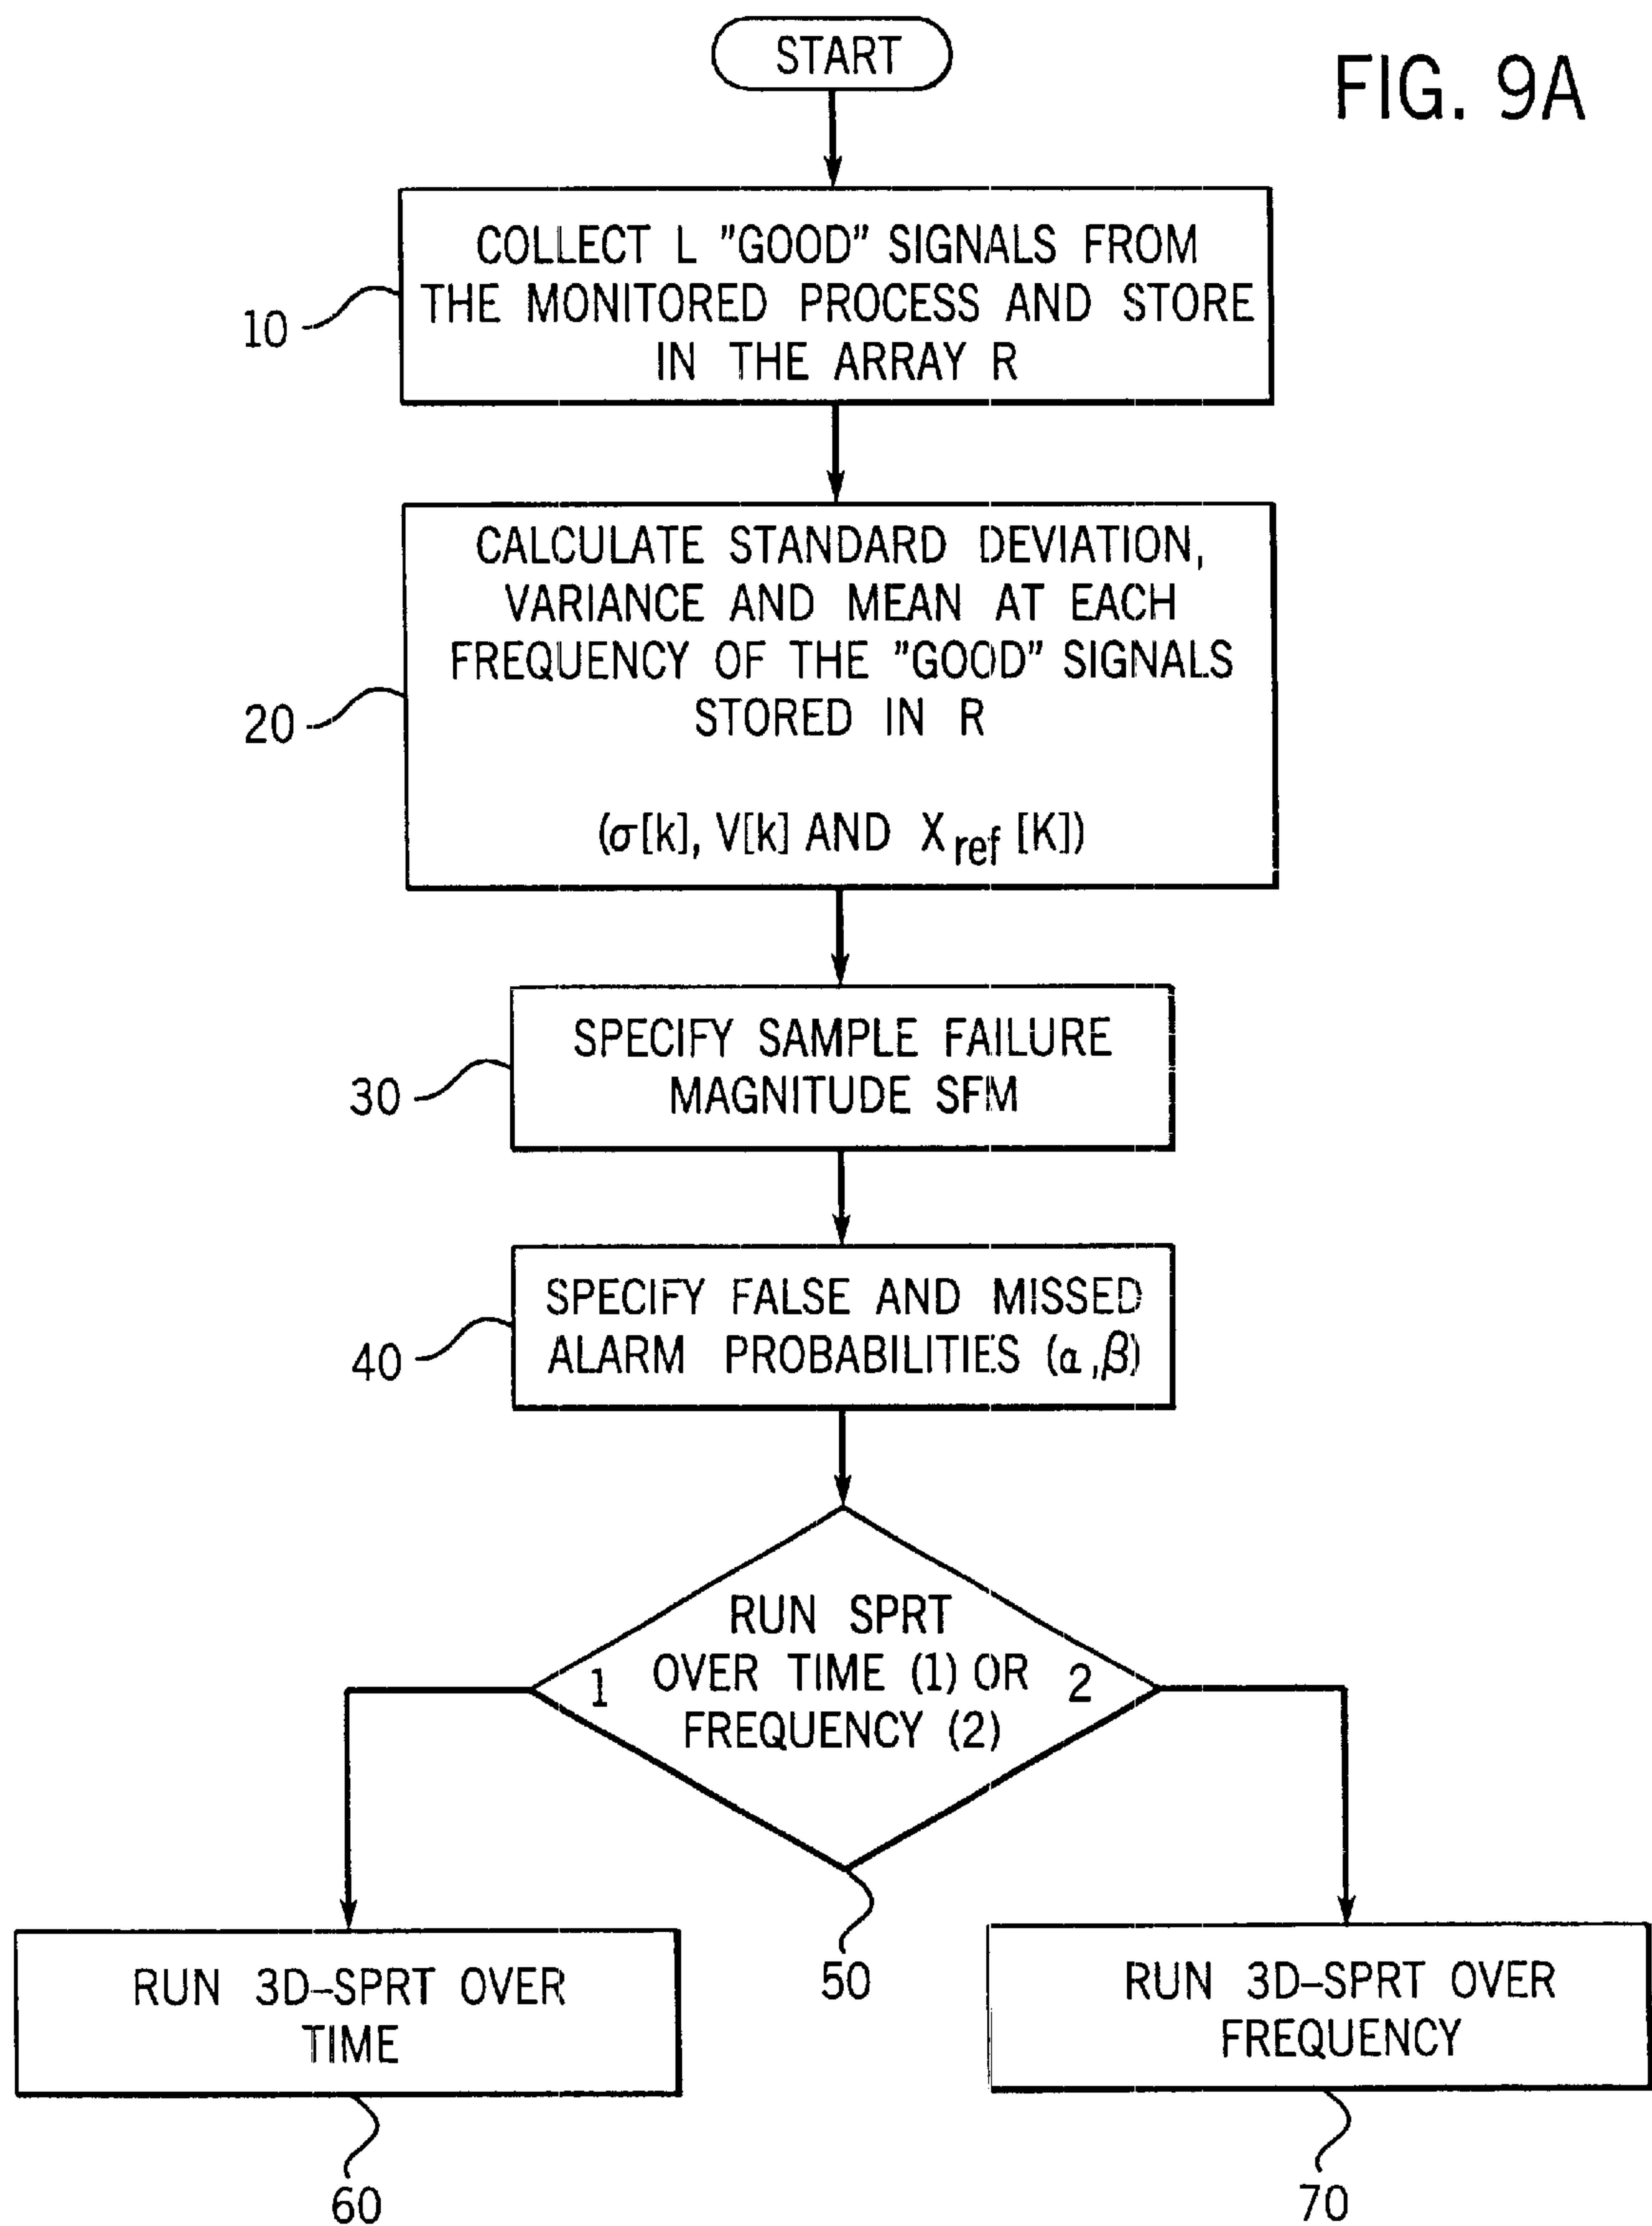 START
FIG. 9A
COLLECT L "GOOD" SIGNALS FROM
THE MONITORED PROCESS AND STORE
IN THE ARRAY R
10
CALCULATE STANDARD DEVIATION,
VARIANCE AND MEAN AT EACH
FREQUENCY OF THE "GOOD" SIGNALS
STORED IN R
(σ[k], V[k] AND X ref [K])
20
SPECIFY SAMPLE FAILURE
MAGNITUDE SFM
30
SPECIFY FALSE AND MISSED
ALARM PROBABILITIES (α,β)
40
RUN SPRT
OVER TIME (1) OR
FREQUENCY (2)
1
2
50
RUN 3D-SPRT OVER
TIME
60
RUN 3D-SPRT OVER
FREQUENCY
70